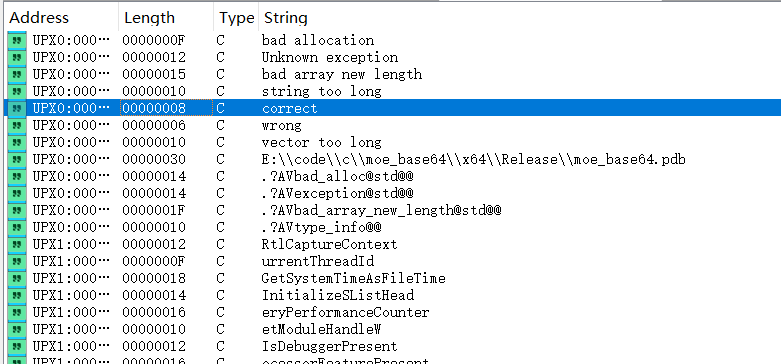 Address Length Type String
UPX0:000… 0000000F C bad allocation
UPX0:000… 00000012 C Unknown exception
UPX0:000… 00000015 C bad array new length
UPX0:000… 00000010 C string too long
UPX0:000… 00000008 C correct
UPX0:000… 00000006 C wrong
UPX0:000… 00000010 C vector too long
UPX0:000… 00000030 C E:\\code\\c\\moe_base64\\x64\\Release\\moe_base64.pdb
UPX0:000… 00000014 C .?AVbad_alloc@std@@
UPX0:000… 00000014 C .?AVexception@std@@
UPX0:000… 0000001F C .?AVbad_array_new_length@std@@
UPX0:000… 00000010 C .?AVtype_info@@
UPX1:000… 00000012 C RtlCaptureContext
UPX1:000… 0000000F C urrentThreadId
UPX1:000… 00000018 C GetSystemTimeAsFileTime
UPX1:000… 00000014 C InitializeSListHead
UPX1:000… 00000016 C eryPerformanceCounter
UPX1:000… 00000010 C etModuleHandleW
UPX1:000… 00000012 C IsDebuggerPresent
UPX1:000… 00000016 C ocessorFeaturePresent